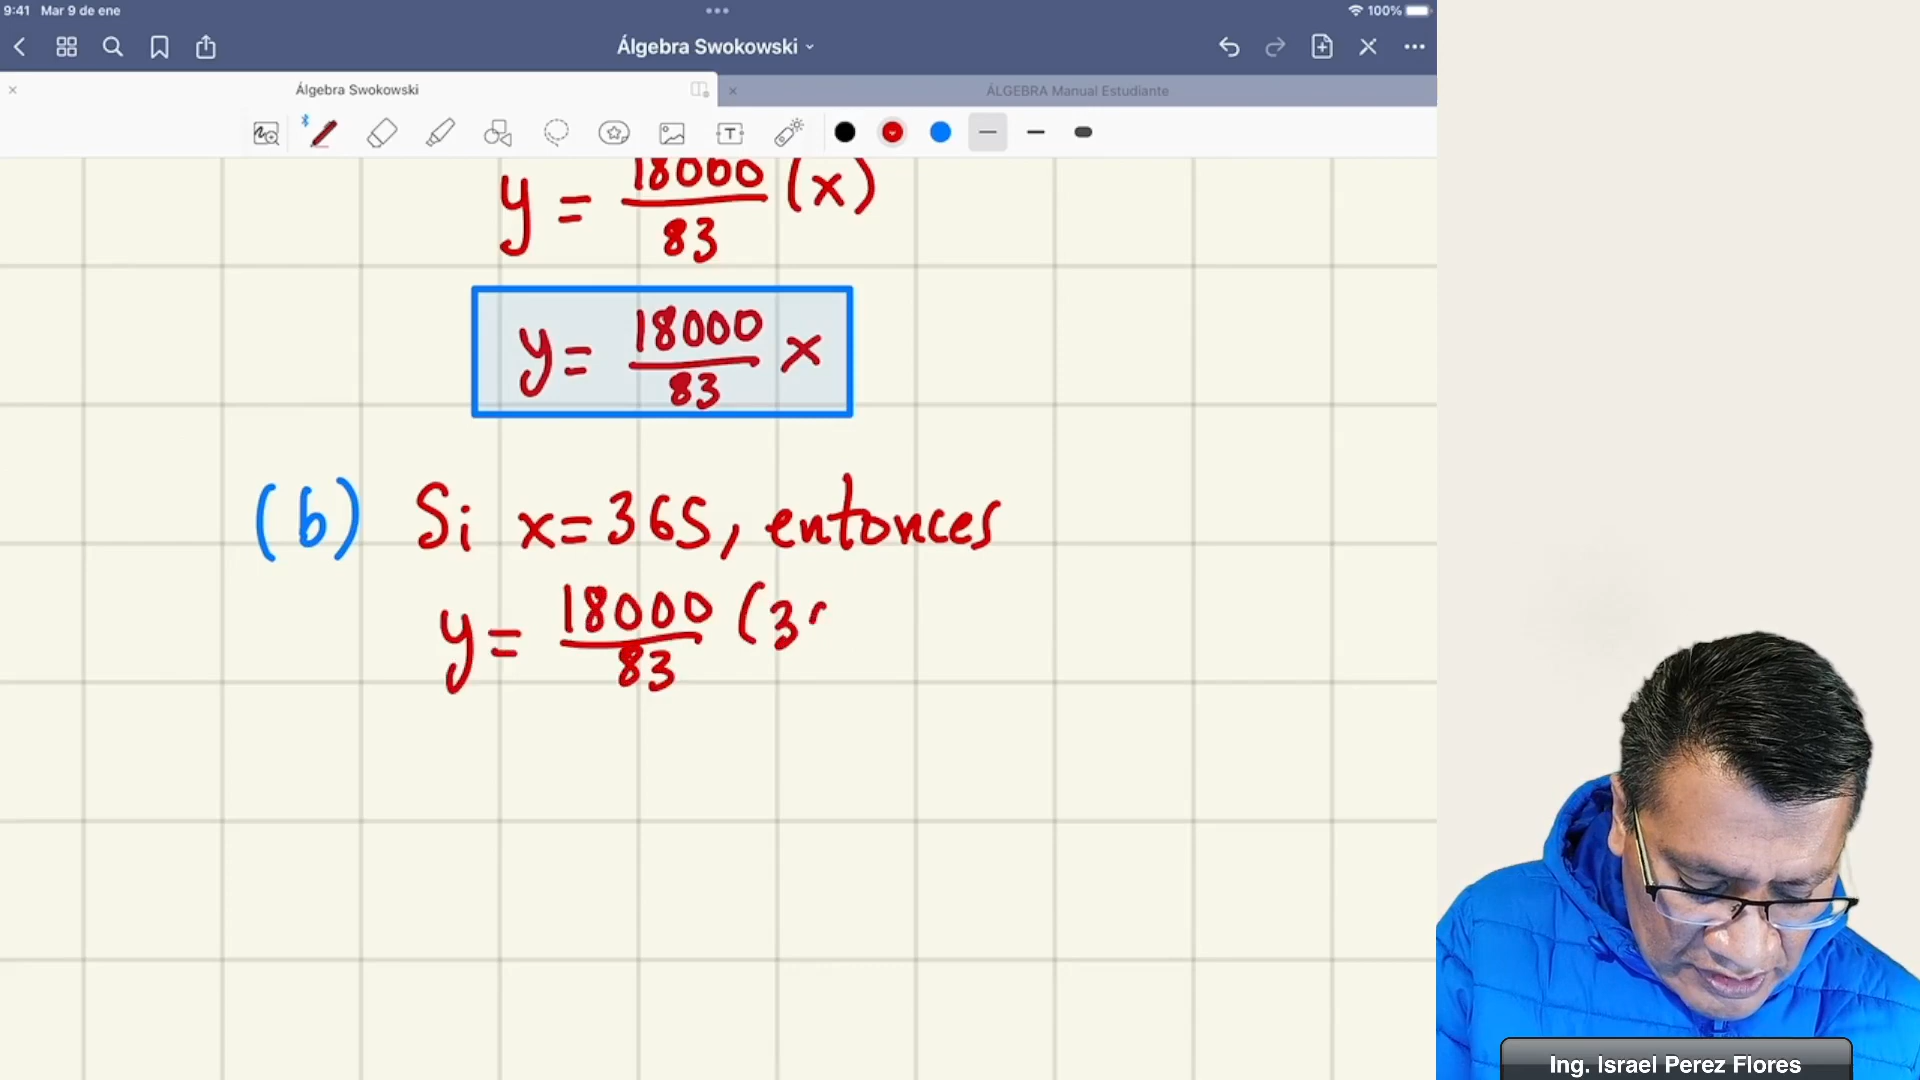 9:41 Mar 9 de ene
100%
Álgebra Swokowski
Álgebra Swokowski
ÁLGEBRA Manual Estudiante
y = 18000/83 (x)
y = 18000/83 x
(b) Si x=365, entonces
y = 18000/83 (3
Ing. Israel Perez Flores